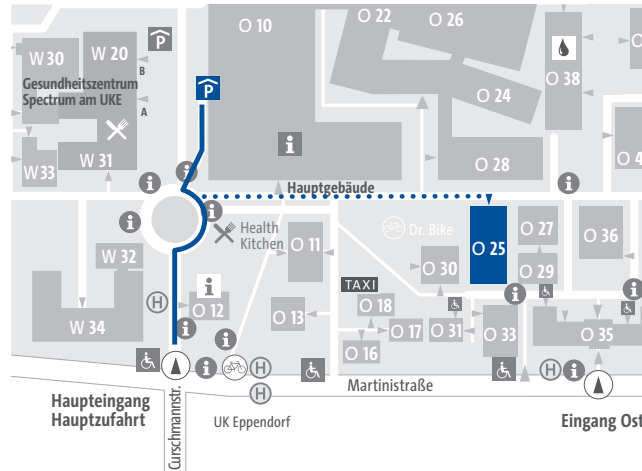 O 22
O 26
O 10
W 20
W 30
P
B
O 38
Gesundheitszentrum
Spectrum am UKE
P
O 24
A
i
W 31
O 28
W33
i
i
Hauptgebäude
i
i
i
Health
Kitchen
Dr. Bike
O 27
O 36
O 11
O 25
W 32
O 30
O 29
i
TAXI
H
O 12
O 18
i
i
O 13
O 17
O 31
O 33
O 35
W 34
i
i
O 16
i
H
H
i
Martinistraße
H
Haupteingang
Hauptzufahrt
Curschmannstr.
UK Eppendorf
Eingang Ost